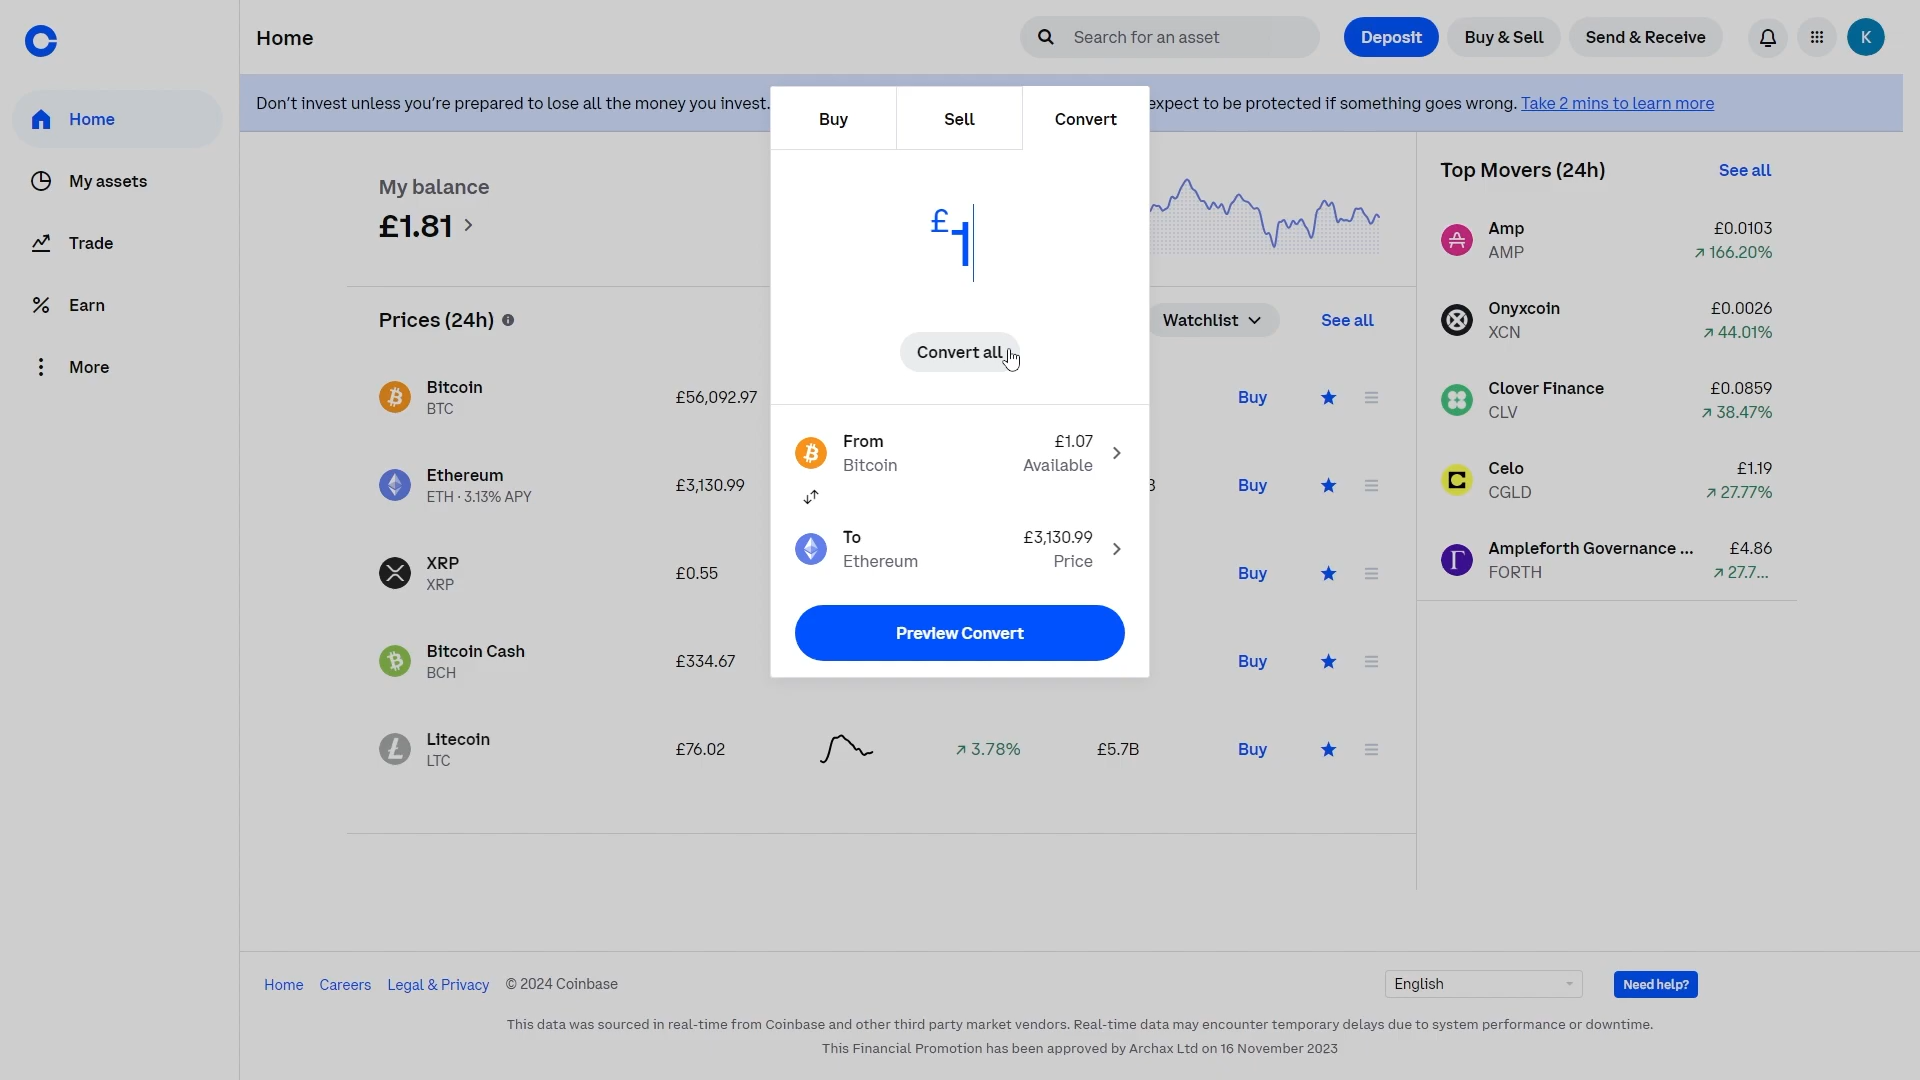 Home
Search for an asset
Deposit
Buy & Sell
Send & Receive
K
Home
My assets
Trade
Earn
More
Don't invest unless you're prepared to lose all the money you invest.
expect to be protected if something goes wrong. Take 2 mins to learn more
My balance
£1.81
Prices (24h)
Watchlist
See all
Bitcoin
BTC
£56,092.97
Buy
Ethereum
ETH · 3.13% APY
£3,130.99
Buy
XRP
XRP
£0.55
Buy
Bitcoin Cash
BCH
£334.67
Buy
Litecoin
LTC
£76.02
↗ 3.78%
£5.7B
Buy
Buy
Sell
Convert
£1
Convert all
From
Bitcoin
£1.07
Available
To
Ethereum
£3,130.99
Price
Preview Convert
Top Movers (24h)
See all
Amp
AMP
£0.0103
↗ 166.20%
Onyxcoin
XCN
£0.0026
↗ 44.01%
Clover Finance
CLV
£0.0859
↗ 38.47%
Celo
CGLD
£1.19
↗ 27.77%
Ampleforth Governance ...
FORTH
£4.86
↗ 27.7...
Home
Careers
Legal & Privacy
© 2024 Coinbase
English
Need help?
This data was sourced in real-time from Coinbase and other third party market vendors. Real-time data may encounter temporary delays due to system performance or downtime.
This Financial Promotion has been approved by Archax Ltd on 16 November 2023